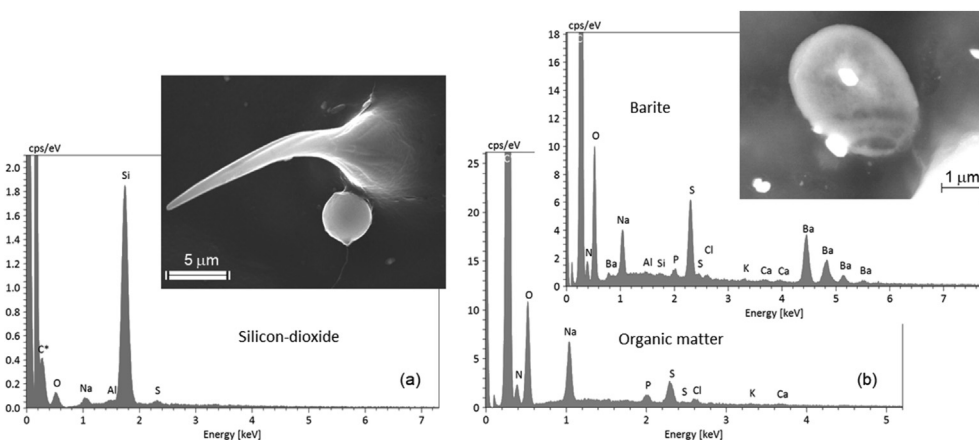 cps/eV
2.0
1.8
1.6
1.4
1.2
1.0
0.8
0.6
0.4
0.2
0.0
C*
O
Na
Al
Si
S
5 µm
Silicon-dioxide
(a)
0 1 2 3 4 5 6 7
Energy [keV]
cps/eV
18
16
14
12
10
8
6
4
2
0
C
N
O
Ba
Na
Al
Si
P
S
S
Cl
K
Ca
Ca
Ba
Ba
Ba
Ba
Barite
1 µm
0 1 2 3 4 5 6 7
Energy [keV]
cps/eV
25
20
15
10
5
0
C
N
O
Na
P
S
S
Cl
K
Ca
Organic matter
(b)
0 1 2 3 4 5
Energy [keV]